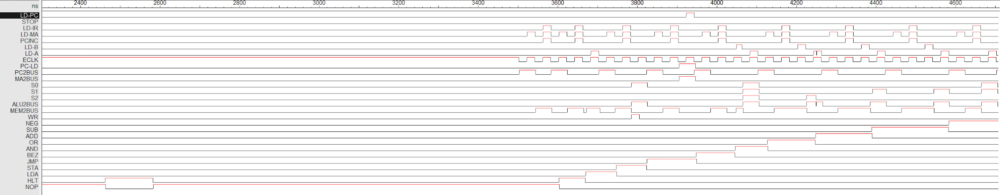 ns 2400 2600 2800 3000 3200 3400 3600 3800 4000 4200 4400 4600
LD-PC
STOP
LD-IR
LD-MA
PCINC
LD-B
LD-A
ECLK
PC-LD
PC2BUS
MA2BUS
S0
S1
S2
ALU2BUS
MEM2BUS
WR
NEG
SUB
ADD
OR
AND
BEZ
JMP
STA
LDA
HLT
NOP